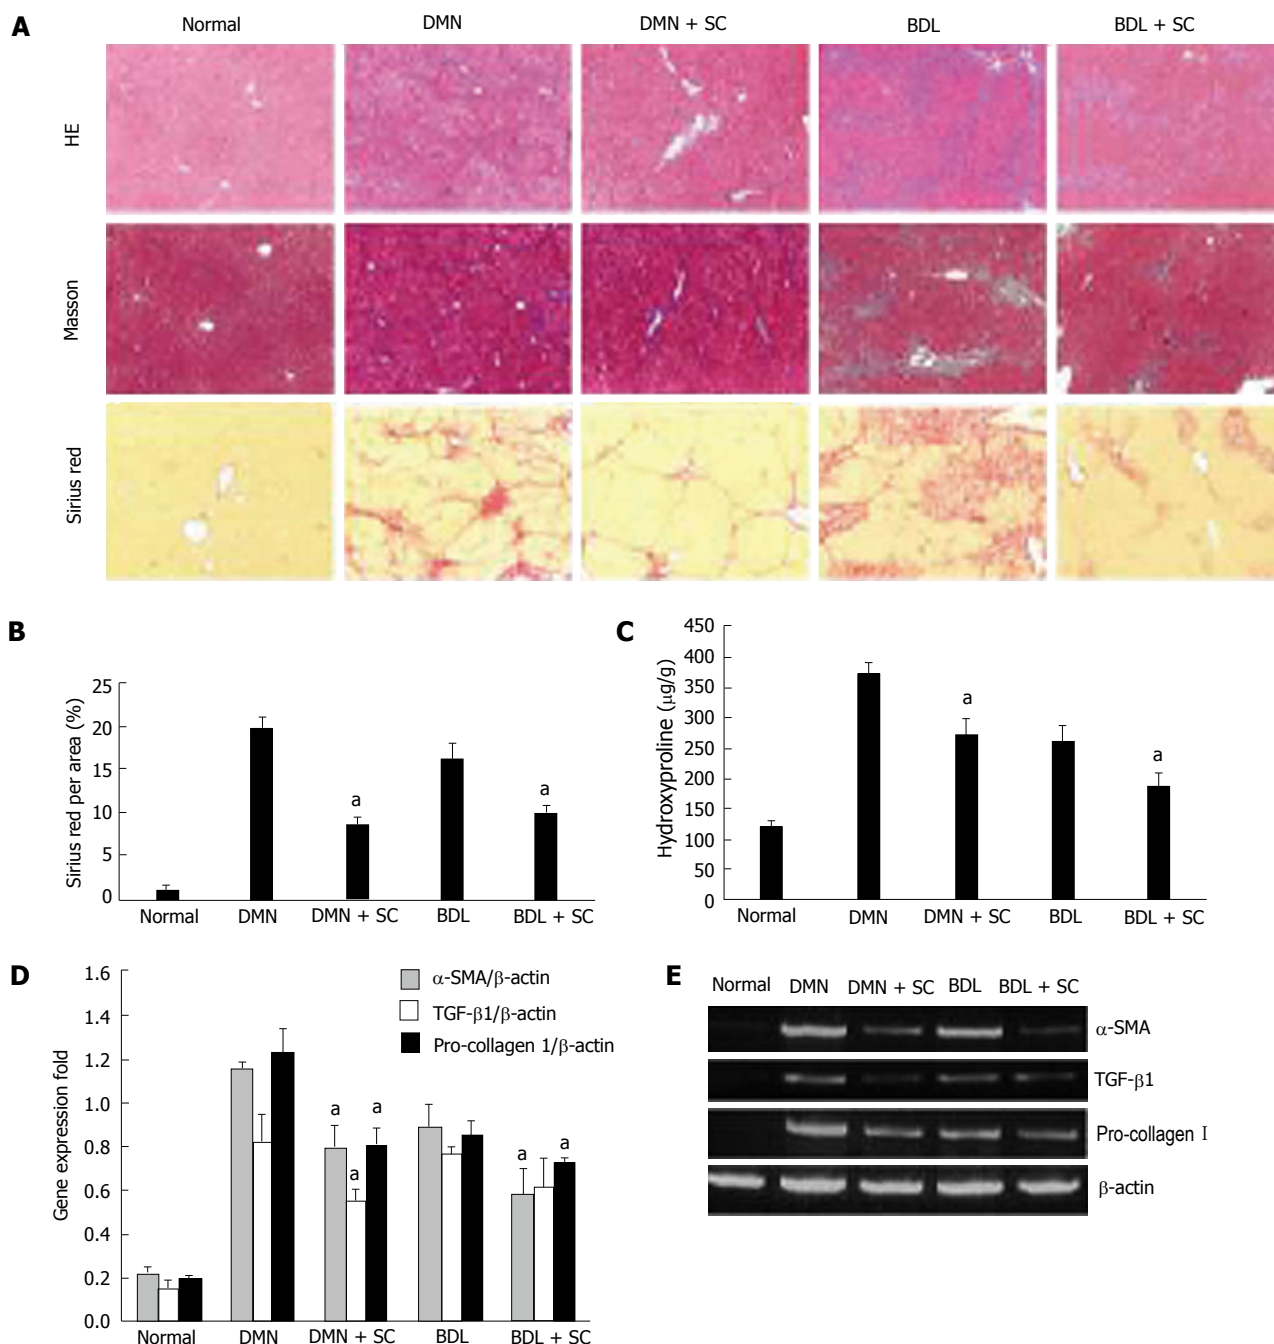 A
Normal
DMN
DMN + SC
BDL
BDL + SC
HE
Masson
Sirius red
B
Sirius red per area (%)
25
20
15
10
5
0
a
a
Normal
DMN
DMN + SC
BDL
BDL + SC
C
Hydroxyproline (μg/g)
450
400
350
300
250
200
150
100
50
0
a
a
Normal
DMN
DMN + SC
BDL
BDL + SC
D
Gene expression fold
1.6
1.4
1.2
1.0
0.8
0.6
0.4
0.2
0.0
α-SMA/β-actin
TGF-β1/β-actin
Pro-collagen 1/β-actin
a
a
a
a
a
Normal
DMN
DMN + SC
BDL
BDL + SC
E
Normal
DMN
DMN + SC
BDL
BDL + SC
α-SMA
TGF-β1
Pro-collagen I
β-actin